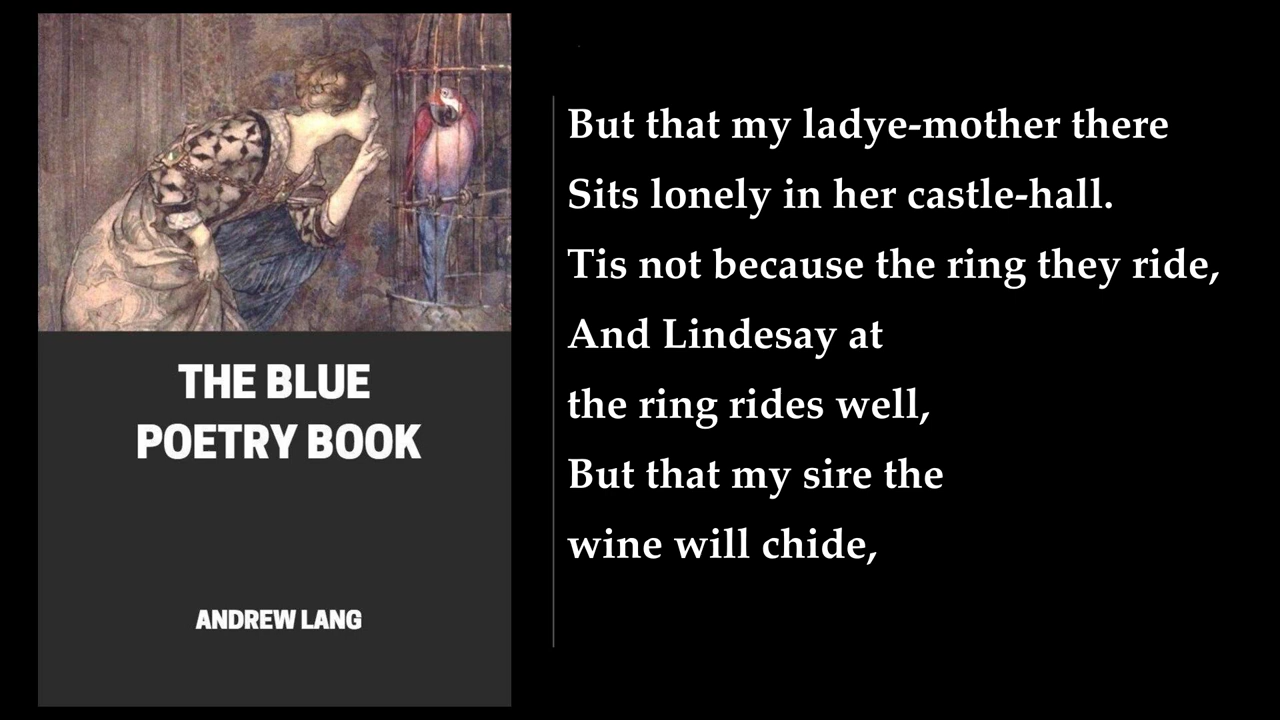 THE BLUE
POETRY BOOK
ANDREW LANG
But that my ladye-mother there
Sits lonely in her castle-hall.
Tis not because the ring they ride,
And Lindesay at
the ring rides well,
But that my sire the
wine will chide,